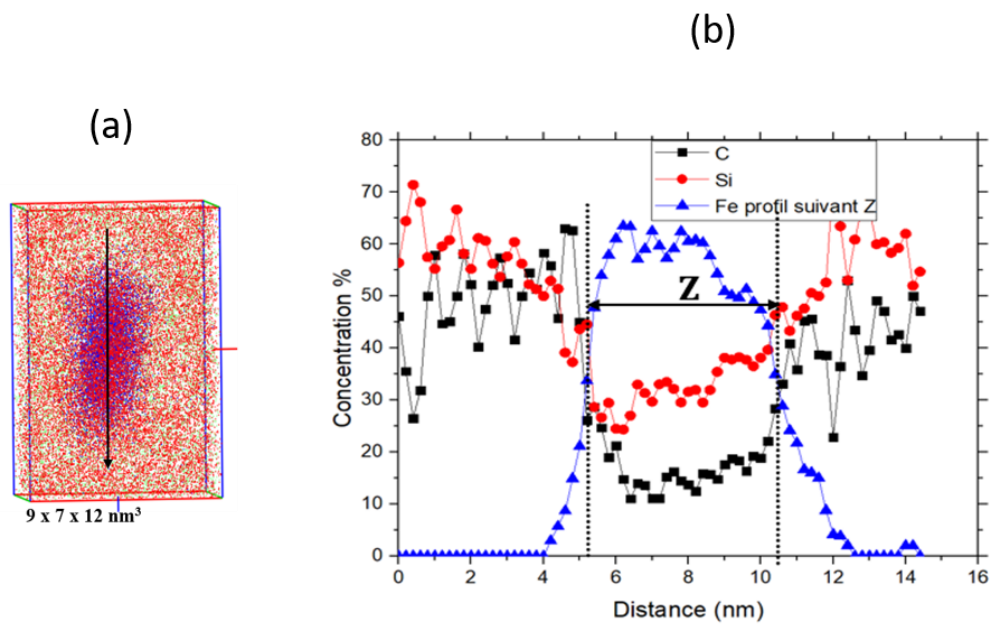 (a)
9 x 7 x 12 nm³
(b)
C
Si
Fe profil suivant Z
Z
Concentration %
80
70
60
50
40
30
20
10
0
0 2 4 6 8 10 12 14 16
Distance (nm)